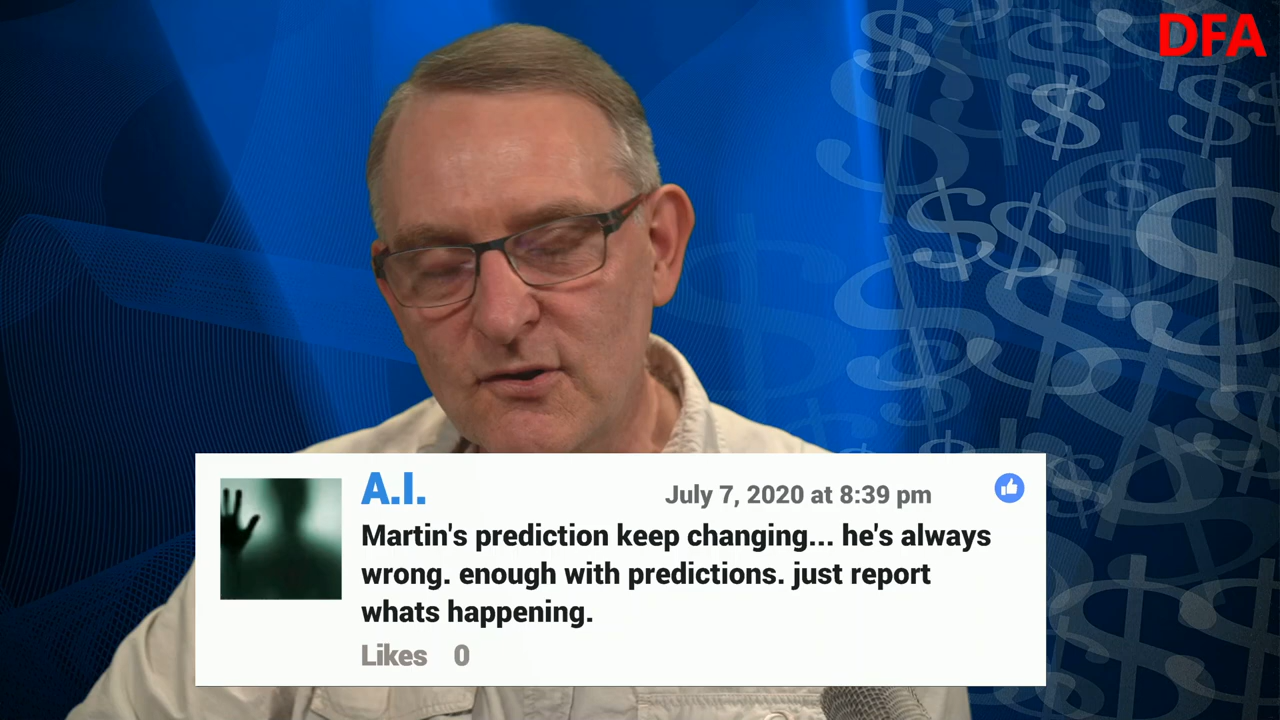 DFA
A.I.
July 7, 2020 at 8:39 pm
Martin's prediction keep changing... he's always
wrong. enough with predictions. just report
whats happening.
Likes 0